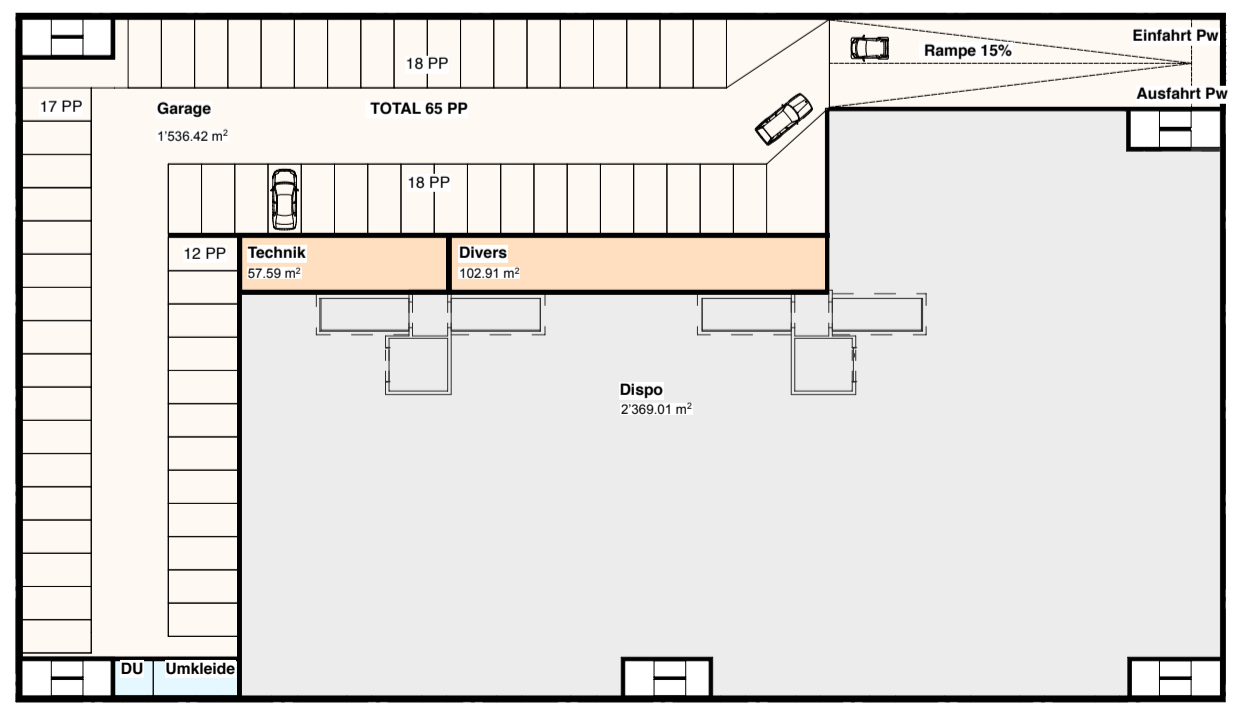 Einfahrt Pw
Rampe 15%
18 PP
Ausfahrt Pw
17 PP
Garage
TOTAL 65 PP
1'536.42 m²
18 PP
12 PP
Technik
57.59 m²
Divers
102.91 m²
Dispo
2'369.01 m²
DU
Umkleide